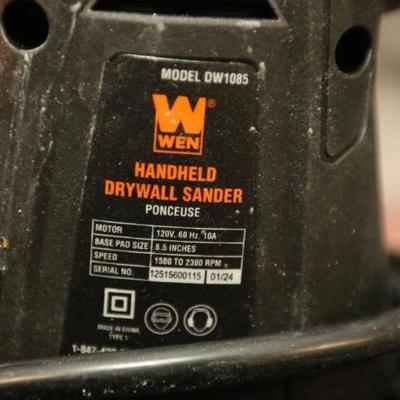 MODEL DW1085
W
WEN
HANDHELD
DRYWALL SANDER
PONCEUSE
MOTOR 120V, 60 Hz, 10A
BASE PAD SIZE 8.5 INCHES
SPEED 1500 TO 2300 RPM
SERIAL NO. 12515600115 01/24
MADE IN CHINA
TYPE 1